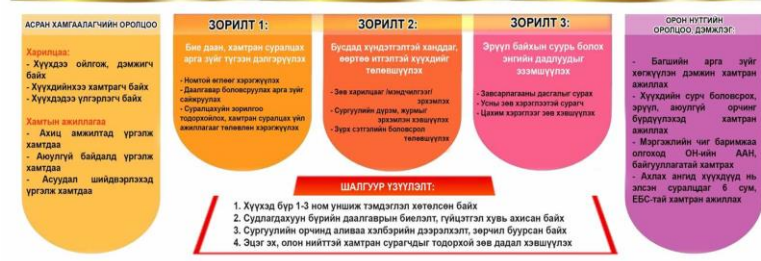 АСРАН ХАМГААЛАГЧИЙН ОРОЛЦОО
Харилцаа:
- Хүүхдээ ойлгож, дэмжигч
байх
- Хүүхдийнхээ хамтрагч байх
- Хүүхдэдээ үлгэрлэгч байх
Хамтын ажиллагаа
- Ахиц амжилтад үргэлж
хамтдаа
- Аюулгүй байдалд үргэлж
хамтдаа
- Асуудал шийдвэрлэхэд
үргэлж хамтдаа
ЗОРИЛТ 1:
Бие даан, хамтран суралцах
арга зүйг түгээн дэлгэрүүлэх
- Номтой өглөөг хэрэгжүүлэх
- Даалгавар боловсруулах арга зүйг
сайжруулах
- Суралцахуйн зорилгоо
тодорхойлох, хамтран суралцах үйл
ажиллагааг төлөвлөн хэрэгжүүлэх
ЗОРИЛТ 2:
Бусдад хүндэтгэлтэй ханддаг,
өөртөө итгэлтэй хүүхдийг
төлөвшүүлэх
- Зөв харилцааг /мэндчилгээг/
эрхэмлэх
- Сургуулийн дүрэм, журмыг
эрхэмлэн хэвшүүлэх
- Зүрх сэтгэлийн боловсрол
төлөвшүүлэх
ЗОРИЛТ 3:
Эрүүл байхын суурь болох
энгийн дадлуудыг
эзэмшүүлэх
- Завсарлагааны дасгалыг сурах
- Усны зөв хэрэглээтэй сурагч
- Цахим хэрэглээг зөв хэвшүүлэх
ОРОН НУТГИЙН
ОРОЛЦОО, ДЭМЖЛЭГ:
- Багшийн арга зүйг
хөгжүүлэн дэмжин хамтран
ажиллах
- Хүүхдийн сурч боловсрох,
эрүүл, аюулгүй орчинг
бүрдүүлэхэд хамтран
ажиллах
- Мэргэжлийн чиг баримжаа
олгоход ОН-ийн ААН,
байгууллагатай хамтрах
- Ахлах ангид хүүхдүүд нь
элсэн суралцдаг 6 сум,
ЕБС-тай хамтран ажиллах
ШАЛГУУР ҮЗҮҮЛЭЛТ:
1. Хүүхэд бүр 1-3 ном уншиж тэмдэглэл хөтөлсөн байх
2. Судлагдахуун бүрийн даалгаврын биелэлт, гүйцэтгэл хувь ахисан байх
3. Сургуулийн орчинд аливаа хэлбэрийн дээрэлхэлт, зөрчил буурсан байх
4. Эцэг эх, олон нийттэй хамтран сурагчдыг тодорхой зөв дадал хэвшүүлэх